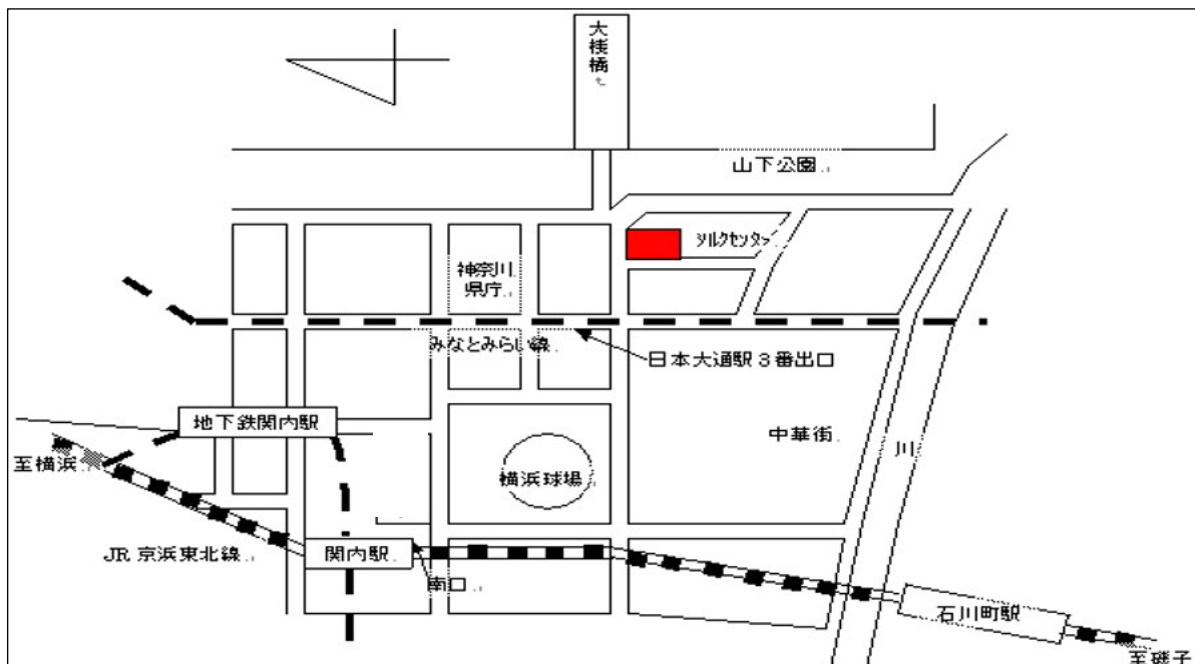 大桟橋
山下公園
シルクセンター
神奈川
県庁
みなとみらい線
日本大通駅３番出口
地下鉄関内駅
中華街
川
至横浜
横浜球場
JR 京浜東北線
関内駅
南口
石川町駅
至磯子